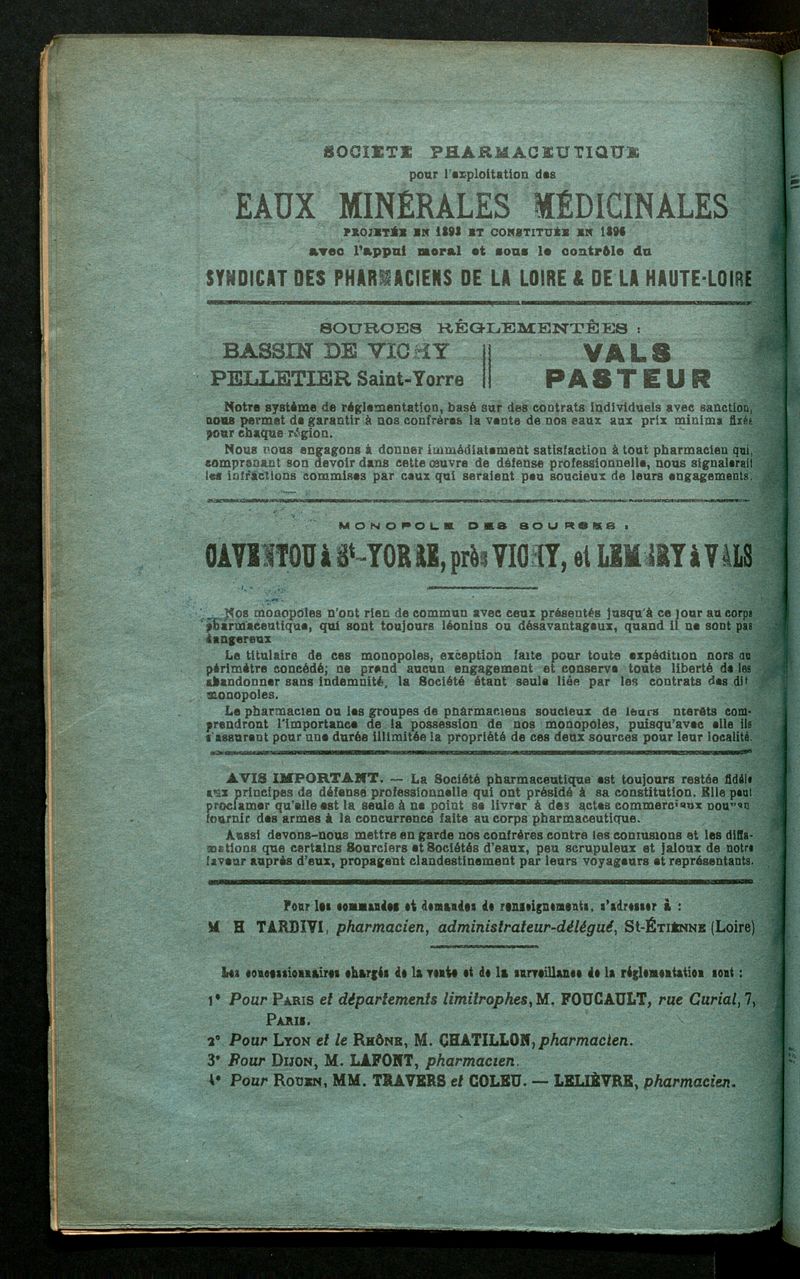 SOCIÉTÉ PHARMACEUTIQUE
pour l'exploitation des
EAUX MINÉRALES MÉDICINALES
PROJETÉE EN 1893 ET CONSTITUÉE EN 1896
avec l'appui moral et sous le contrôle du
SYNDICAT DES PHARMACIENS DE LA LOIRE & DE LA HAUTE-LOIRE
SOURCES RÉGLEMENTÉES :
BASSIN DE VICHY
PELLETIER Saint-Yorre
VALS
PASTEUR
Notre système de réglementation, basé sur des contrats individuels avec sanction,
nous permet de garantir à nos confrères la vente de nos eaux aux prix minima fixés
pour chaque région.
Nous nous engageons à donner immédiatement satisfaction à tout pharmacien qui,
comprenant son devoir dans cette œuvre de défense professionnelle, nous signalerait
les infractions commises par ceux qui seraient peu soucieux de leurs engagements.
MONOPOLE DES SOURCES :
CAVENTOU à St-YORRE, près VICHY, et LEMERY à VALS
Nos monopoles n'ont rien de commun avec ceux présentés jusqu'à ce jour au corps
pharmaceutique, qui sont toujours léonins ou désavantageux, quand il ne sont pas
dangereux
Le titulaire de ces monopoles, exception faite pour toute expédition hors du
périmètre concédé; ne prend aucun engagement et conserve toute liberté de les
abandonner sans indemnité, la Société étant seule liée par les contrats des dit
monopoles.
Le pharmacien ou les groupes de pharmaciens soucieux de leurs nterêts com-
prendront l'importance de la possession de nos monopoles, puisqu'avec elle ils
s'assurent pour une durée illimitée la propriété de ces deux sources pour leur localité.
AVIS IMPORTANT. — La Société pharmaceutique est toujours restée fidèle
aux principes de défense professionnelle qui ont présidé à sa constitution. Elle peut
proclamer qu'elle est la seule à ne point se livrer à des actes commerciaux pouvan
fournir des armes à la concurrence faite au corps pharmaceutique.
Aussi devons-nous mettre en garde nos confrères contre les confusions et les diffa-
mations que certains Sourciers et Sociétés d'eaux, peu scrupuleux et jaloux de notre
faveur auprès d'eux, propagent clandestinement par leurs voyageurs et représentants.
Pour les commandes et demandes de renseignements, s'adresser à :
M H TARDIVI, pharmacien, administrateur-délégué, St-ÉTIENNE (Loire)
Les concessionnaires chargés de la vente et de la surveillance de la réglementation sont :
1° Pour PARIS et départements limitrophes, M. FOUCAULT, rue Curial, 7,
PARIS.
2° Pour LYON et le RHÔNE, M. CHATILLON, pharmacien.
3° Pour DIJON, M. LAFONT, pharmacien.
4° Pour ROUEN, MM. TRAVERS et COLEU. — LELIÈVRE, pharmacien.